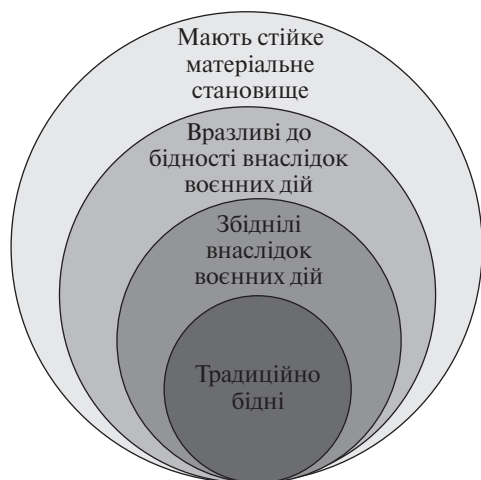 Мають стійке
матеріальне
становище
Вразливі до
бідності внаслідок
воєнних дій
Збіднілі
внаслідок
воєнних дій
Традиційно
бідні